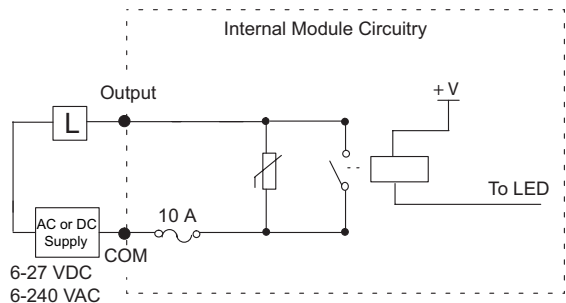 Internal Module Circuitry
Output
+ V
L
To LED
10 A
AC or DC
Supply
COM
6-27 VDC
6-240 VAC